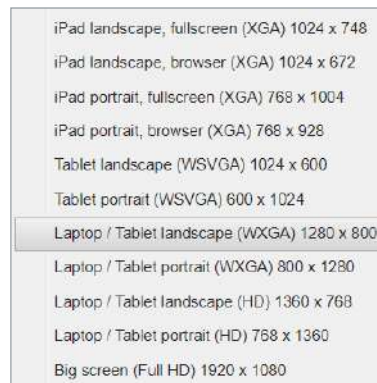 iPad landscape, fullscreen (XGA) 1024 x 748
iPad landscape, browser (XGA) 1024 x 672
iPad portrait, fullscreen (XGA) 768 x 1004
iPad portrait, browser (XGA) 768 x 928
Tablet landscape (WSVGA) 1024 x 600
Tablet portrait (WSVGA) 600 x 1024
Laptop / Tablet landscape (WXGA) 1280 x 800
Laptop / Tablet portrait (WXGA) 800 x 1280
Laptop / Tablet landscape (HD) 1360 x 768
Laptop / Tablet portrait (HD) 768 x 1360
Big screen (Full HD) 1920 x 1080